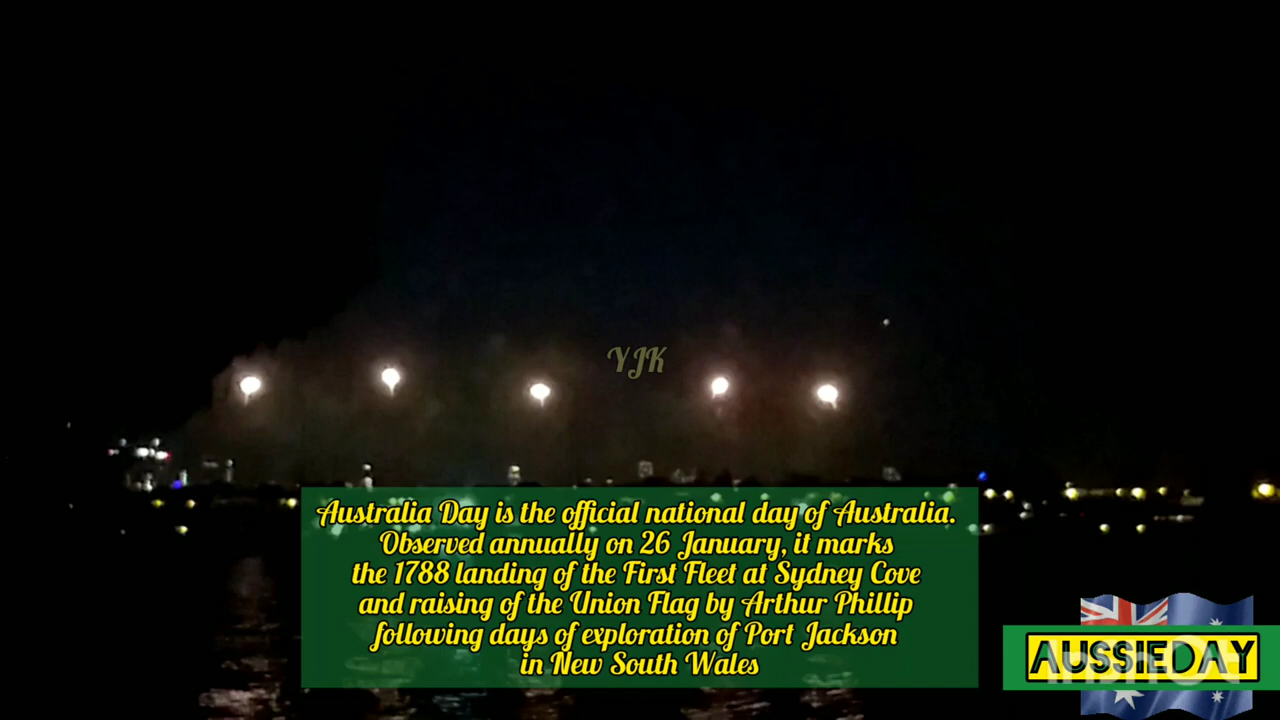 YJK
Australia Day is the official national day of Australia.
Observed annually on 26 January, it marks
the 1788 landing of the First Fleet at Sydney Cove
and raising of the Union Flag by Arthur Phillip
following days of exploration of Port Jackson
in New South Wales
AUSSIEDAY